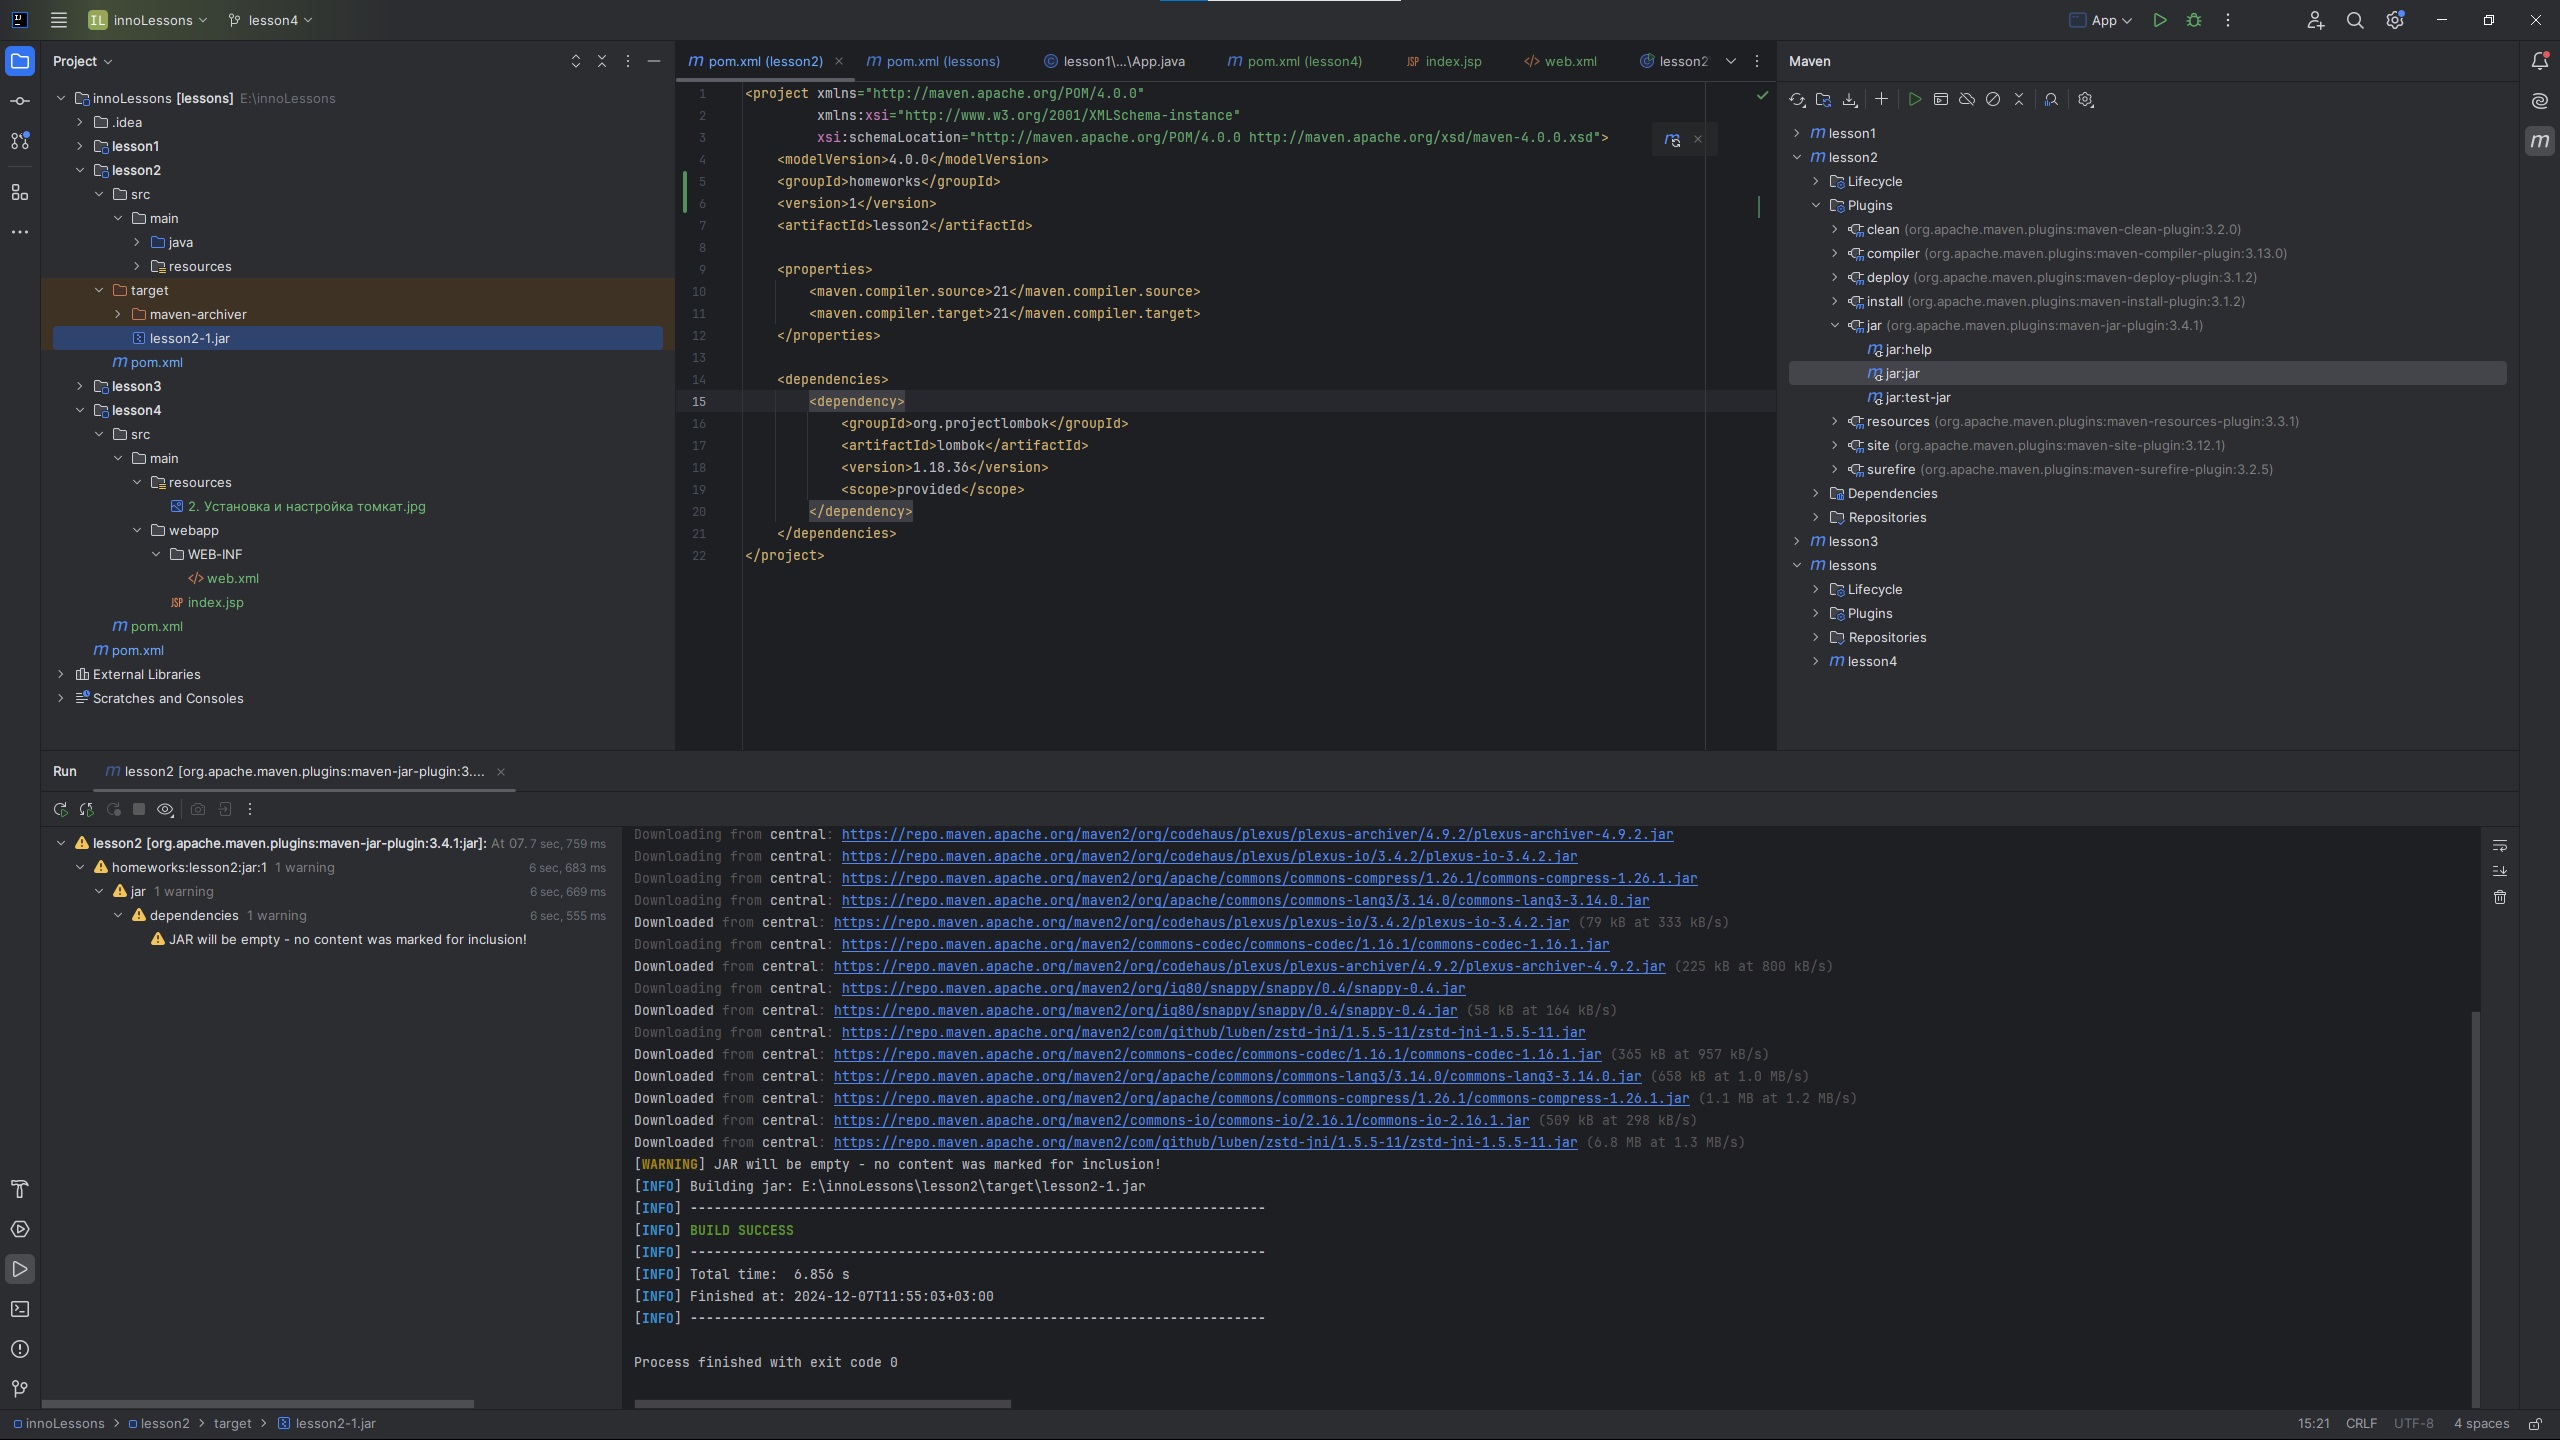 IL innoLessons
lesson4
App
Project
innoLessons [lessons] E:\innoLessons
.idea
lesson1
lesson2
src
main
java
resources
target
maven-archiver
lesson2-1.jar
pom.xml
lesson3
lesson4
src
main
resources
2. Установка и настройка томкат.jpg
webapp
WEB-INF
web.xml
index.jsp
pom.xml
pom.xml
External Libraries
Scratches and Consoles
pom.xml (lesson2)
pom.xml (lessons)
lesson1\...\App.java
pom.xml (lesson4)
index.jsp
web.xml
lesson2
1 <project xmlns="http://maven.apache.org/POM/4.0.0"
2 xmlns:xsi="http://www.w3.org/2001/XMLSchema-instance"
3 xsi:schemaLocation="http://maven.apache.org/POM/4.0.0 http://maven.apache.org/xsd/maven-4.0.0.xsd">
4 <modelVersion>4.0.0</modelVersion>
5 <groupId>homeworks</groupId>
6 <version>1</version>
7 <artifactId>lesson2</artifactId>
8
9 <properties>
10 <maven.compiler.source>21</maven.compiler.source>
11 <maven.compiler.target>21</maven.compiler.target>
12 </properties>
13
14 <dependencies>
15 <dependency>
16 <groupId>org.projectlombok</groupId>
17 <artifactId>lombok</artifactId>
18 <version>1.18.36</version>
19 <scope>provided</scope>
20 </dependency>
21 </dependencies>
22 </project>
Maven
lesson1
lesson2
Lifecycle
Plugins
clean (org.apache.maven.plugins:maven-clean-plugin:3.2.0)
compiler (org.apache.maven.plugins:maven-compiler-plugin:3.13.0)
deploy (org.apache.maven.plugins:maven-deploy-plugin:3.1.2)
install (org.apache.maven.plugins:maven-install-plugin:3.1.2)
jar (org.apache.maven.plugins:maven-jar-plugin:3.4.1)
jar:help
jar:jar
jar:test-jar
resources (org.apache.maven.plugins:maven-resources-plugin:3.3.1)
site (org.apache.maven.plugins:maven-site-plugin:3.12.1)
surefire (org.apache.maven.plugins:maven-surefire-plugin:3.2.5)
Dependencies
Repositories
lesson3
lessons
Lifecycle
Plugins
Repositories
lesson4
Run
lesson2 [org.apache.maven.plugins:maven-jar-plugin:3....
lesson2 [org.apache.maven.plugins:maven-jar-plugin:3.4.1:jar]: At 07. 7 sec, 759 ms
homeworks:lesson2:jar:1 1 warning 6 sec, 683 ms
jar 1 warning 6 sec, 669 ms
dependencies 1 warning 6 sec, 555 ms
JAR will be empty - no content was marked for inclusion!
Downloading from central: https://repo.maven.apache.org/maven2/org/codehaus/plexus/plexus-archiver/4.9.2/plexus-archiver-4.9.2.jar
Downloading from central: https://repo.maven.apache.org/maven2/org/codehaus/plexus/plexus-io/3.4.2/plexus-io-3.4.2.jar
Downloading from central: https://repo.maven.apache.org/maven2/org/apache/commons/commons-compress/1.26.1/commons-compress-1.26.1.jar
Downloading from central: https://repo.maven.apache.org/maven2/org/apache/commons/commons-lang3/3.14.0/commons-lang3-3.14.0.jar
Downloaded from central: https://repo.maven.apache.org/maven2/org/codehaus/plexus/plexus-io/3.4.2/plexus-io-3.4.2.jar (79 kB at 333 kB/s)
Downloading from central: https://repo.maven.apache.org/maven2/commons-codec/commons-codec/1.16.1/commons-codec-1.16.1.jar
Downloaded from central: https://repo.maven.apache.org/maven2/org/codehaus/plexus/plexus-archiver/4.9.2/plexus-archiver-4.9.2.jar (225 kB at 800 kB/s)
Downloading from central: https://repo.maven.apache.org/maven2/org/iq80/snappy/snappy/0.4/snappy-0.4.jar
Downloaded from central: https://repo.maven.apache.org/maven2/org/iq80/snappy/snappy/0.4/snappy-0.4.jar (58 kB at 164 kB/s)
Downloading from central: https://repo.maven.apache.org/maven2/com/github/luben/zstd-jni/1.5.5-11/zstd-jni-1.5.5-11.jar
Downloaded from central: https://repo.maven.apache.org/maven2/commons-codec/commons-codec/1.16.1/commons-codec-1.16.1.jar (365 kB at 957 kB/s)
Downloaded from central: https://repo.maven.apache.org/maven2/org/apache/commons/commons-lang3/3.14.0/commons-lang3-3.14.0.jar (658 kB at 1.0 MB/s)
Downloaded from central: https://repo.maven.apache.org/maven2/org/apache/commons/commons-compress/1.26.1/commons-compress-1.26.1.jar (1.1 MB at 1.2 MB/s)
Downloaded from central: https://repo.maven.apache.org/maven2/commons-io/commons-io/2.16.1/commons-io-2.16.1.jar (509 kB at 298 kB/s)
Downloaded from central: https://repo.maven.apache.org/maven2/com/github/luben/zstd-jni/1.5.5-11/zstd-jni-1.5.5-11.jar (6.8 MB at 1.3 MB/s)
[WARNING] JAR will be empty - no content was marked for inclusion!
[INFO] Building jar: E:\innoLessons\lesson2\target\lesson2-1.jar
[INFO] ------------------------------------------------------------------------
[INFO] BUILD SUCCESS
[INFO] ------------------------------------------------------------------------
[INFO] Total time:  6.856 s
[INFO] Finished at: 2024-12-07T11:55:03+03:00
[INFO] ------------------------------------------------------------------------
Process finished with exit code 0
innoLessons > lesson2 > target > lesson2-1.jar
15:21 CRLF UTF-8 4 spaces